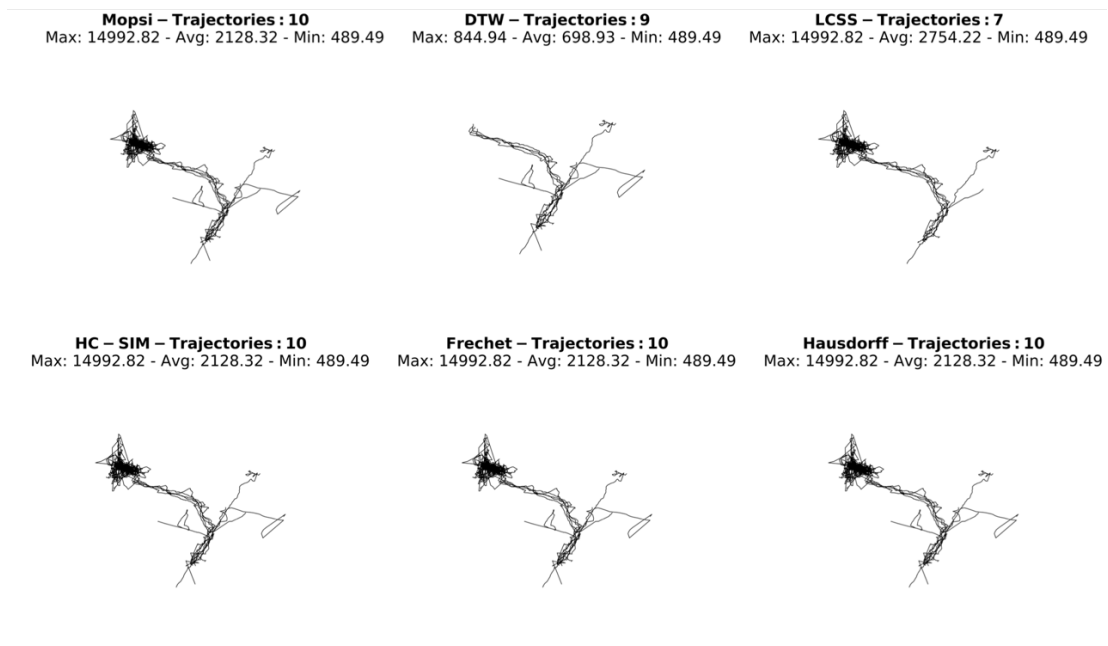 Mopsi – Trajectories : 10
Max: 14992.82 - Avg: 2128.32 - Min: 489.49
DTW – Trajectories : 9
Max: 844.94 - Avg: 698.93 - Min: 489.49
LCSS – Trajectories : 7
Max: 14992.82 - Avg: 2754.22 - Min: 489.49
HC – SIM – Trajectories : 10
Max: 14992.82 - Avg: 2128.32 - Min: 489.49
Frechet – Trajectories : 10
Max: 14992.82 - Avg: 2128.32 - Min: 489.49
Hausdorff – Trajectories : 10
Max: 14992.82 - Avg: 2128.32 - Min: 489.49